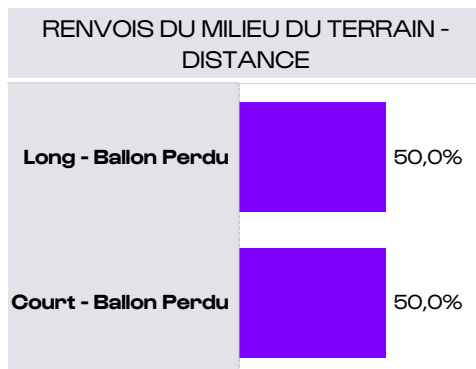 RENVOIS DU MILIEU DU TERRAIN -
DISTANCE
Long - Ballon Perdu
50,0%
Court - Ballon Perdu
50,0%